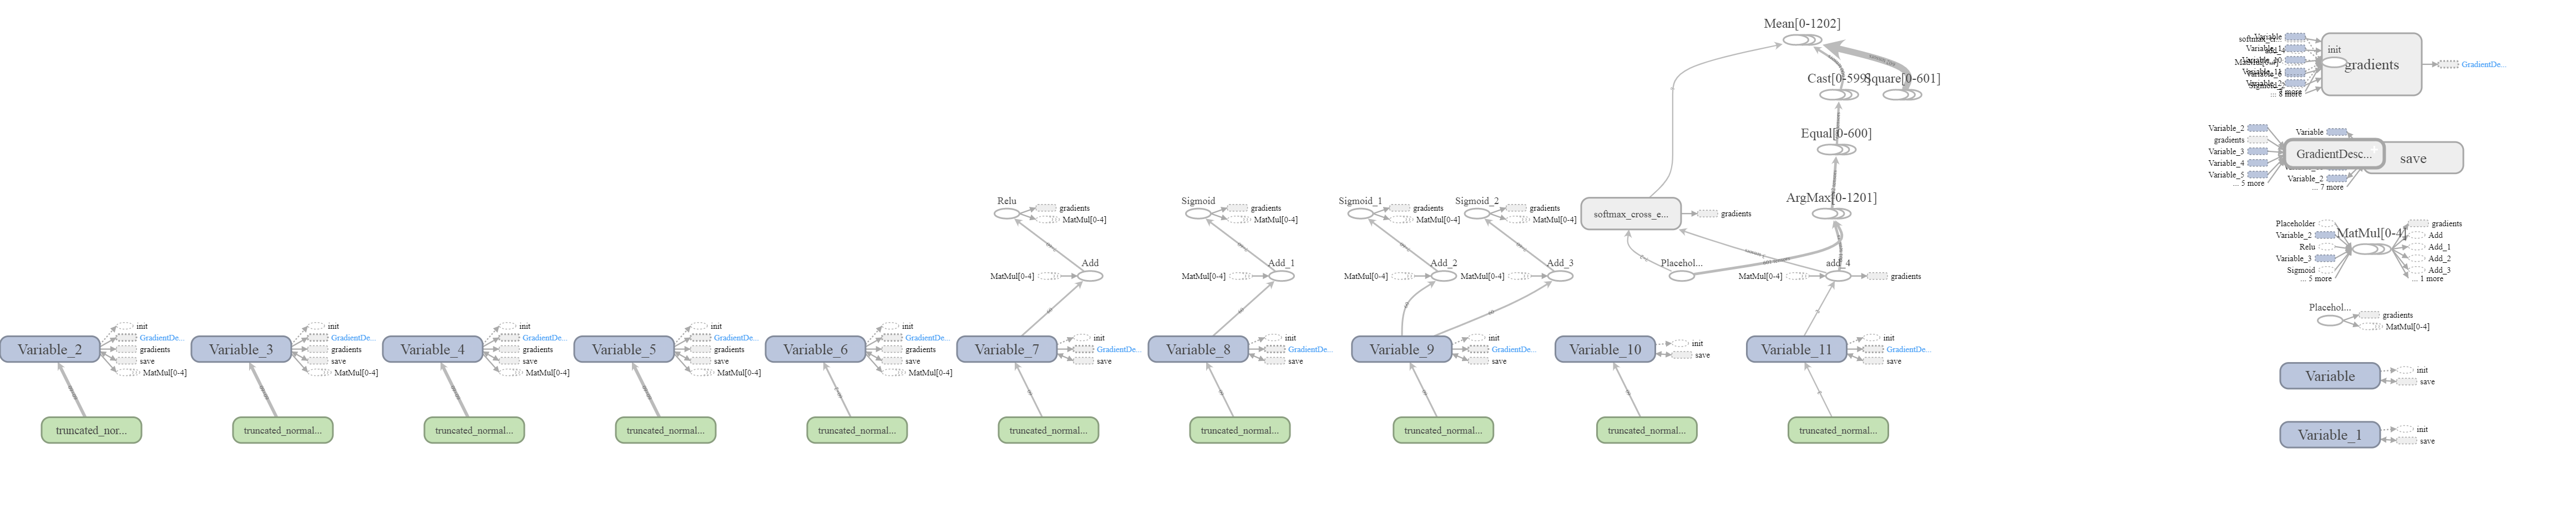 Mean[0-1202]
Cast[0-599]
Square[0-601]
Equal[0-600]
ArgMax[0-1201]
Relu
gradients
MatMul[0-4]
Sigmoid
gradients
MatMul[0-4]
Sigmoid_1
gradients
MatMul[0-4]
Sigmoid_2
gradients
MatMul[0-4]
softmax_cross_e...
gradients
MatMul[0-4]
Add
MatMul[0-4]
Add_1
MatMul[0-4]
Add_2
MatMul[0-4]
Add_3
Placehol...
MatMul[0-4]
add_4
gradients
Variable_2
init
GradientDe...
gradients
save
MatMul[0-4]
Variable_3
init
GradientDe...
gradients
save
MatMul[0-4]
Variable_4
init
GradientDe...
gradients
save
MatMul[0-4]
Variable_5
init
GradientDe...
gradients
save
MatMul[0-4]
Variable_6
init
GradientDe...
gradients
save
MatMul[0-4]
Variable_7
init
GradientDe...
save
Variable_8
init
GradientDe...
save
Variable_9
init
GradientDe...
save
Variable_10
init
save
Variable_11
init
GradientDe...
save
truncated_nor...
truncated_normal...
truncated_normal...
truncated_normal...
truncated_normal...
truncated_normal...
truncated_normal...
truncated_normal...
truncated_normal...
truncated_normal...
Variable
init
gradients
GradientDe...
... 8 more
Variable_2
gradients
Variable_3
Variable_4
Variable_5
... 5 more
GradientDesc...
Variable
Variable_2
... 7 more
save
Placeholder
Variable_2
Relu
Variable_3
Sigmoid
... 5 more
MatMul[0-4]
gradients
Add
Add_1
Add_2
Add_3
... 1 more
Placehol...
gradients
MatMul[0-4]
Variable
init
save
Variable_1
init
save